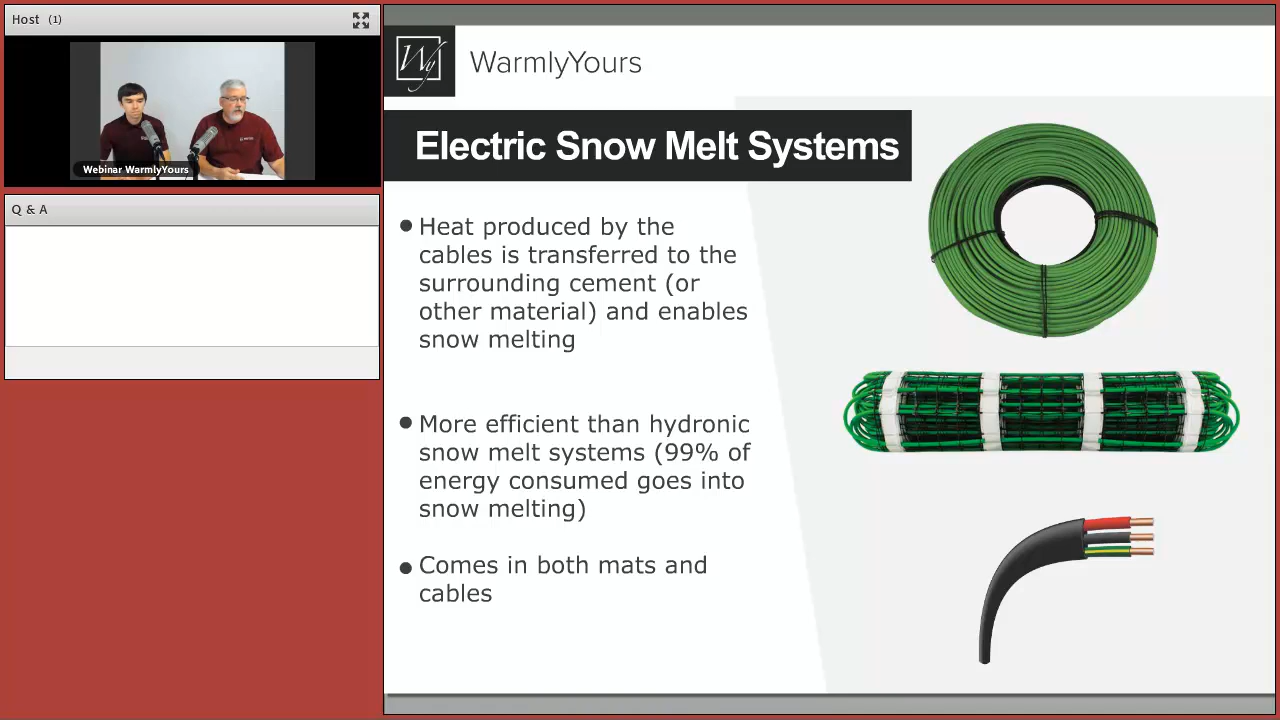 Host (1)
Webinar WarmlyYours
Q & A
Wy
WarmlyYours
Electric Snow Melt Systems
• Heat produced by the
cables is transferred to the
surrounding cement (or
other material) and enables
snow melting
• More efficient than hydronic
snow melt systems (99% of
energy consumed goes into
snow melting)
• Comes in both mats and
cables